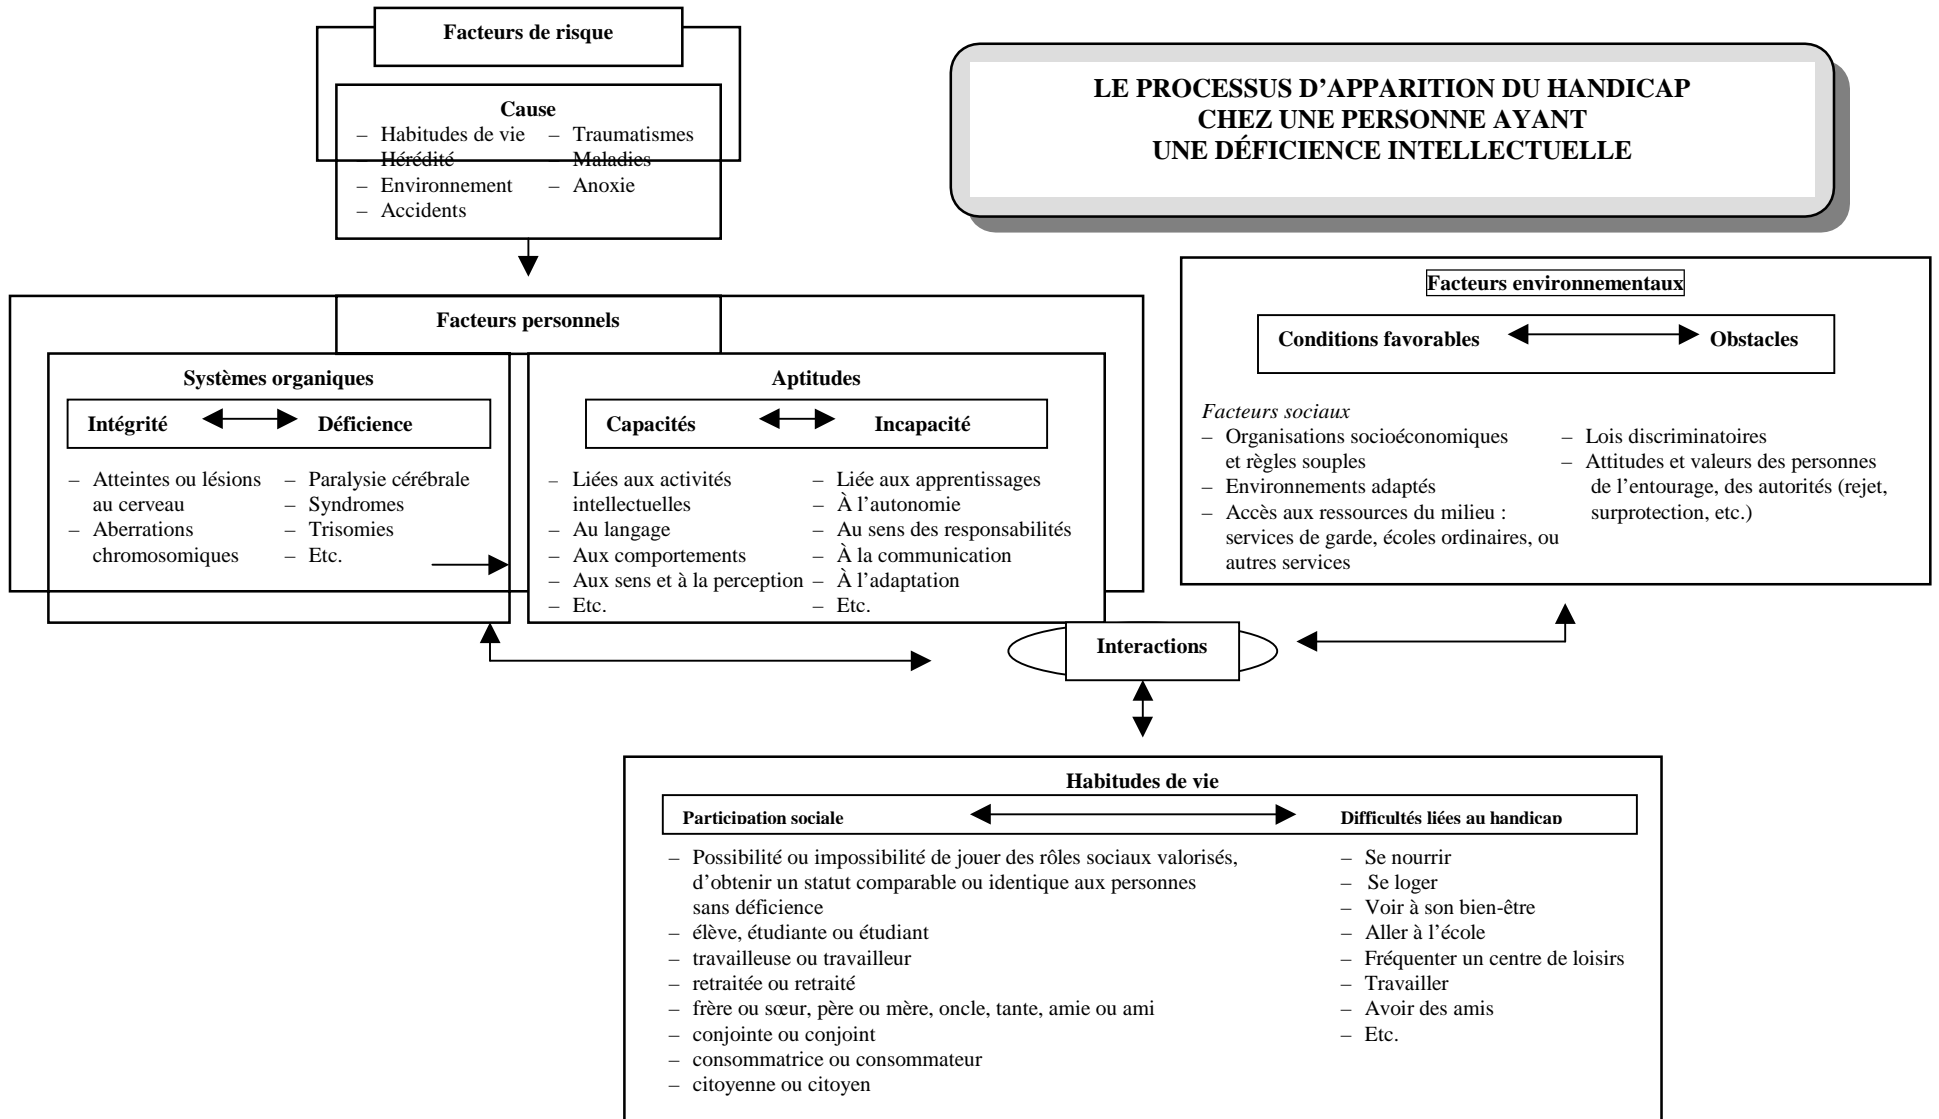 Facteurs de risque
Cause
– Habitudes de vie
– Hérédité
– Environnement
– Accidents
– Traumatismes
– Maladies
– Anoxie
LE PROCESSUS D’APPARITION DU HANDICAP
CHEZ UNE PERSONNE AYANT
UNE DÉFICIENCE INTELLECTUELLE
Facteurs personnels
Systèmes organiques
Intégrité Déficience
– Atteintes ou lésions
au cerveau
– Aberrations
chromosomiques
– Paralysie cérébrale
– Syndromes
– Trisomies
– Etc.
Aptitudes
Capacités Incapacité
– Liées aux activités
intellectuelles
– Au langage
– Aux comportements
– Aux sens et à la perception
– Etc.
– Liée aux apprentissages
– À l’autonomie
– Au sens des responsabilités
– À la communication
– À l’adaptation
– Etc.
Facteurs environnementaux
Conditions favorables Obstacles
Facteurs sociaux
– Organisations socioéconomiques
et règles souples
– Environnements adaptés
– Accès aux ressources du milieu :
services de garde, écoles ordinaires, ou
autres services
– Lois discriminatoires
– Attitudes et valeurs des personnes
de l’entourage, des autorités (rejet,
surprotection, etc.)
Interactions
Habitudes de vie
Participation sociale Difficultés liées au handicap
– Possibilité ou impossibilité de jouer des rôles sociaux valorisés,
d’obtenir un statut comparable ou identique aux personnes
sans déficience
– élève, étudiante ou étudiant
– travailleuse ou travailleur
– retraitée ou retraité
– frère ou sœur, père ou mère, oncle, tante, amie ou ami
– conjointe ou conjoint
– consommatrice ou consommateur
– citoyenne ou citoyen
– Se nourrir
– Se loger
– Voir à son bien-être
– Aller à l’école
– Fréquenter un centre de loisirs
– Travailler
– Avoir des amis
– Etc.